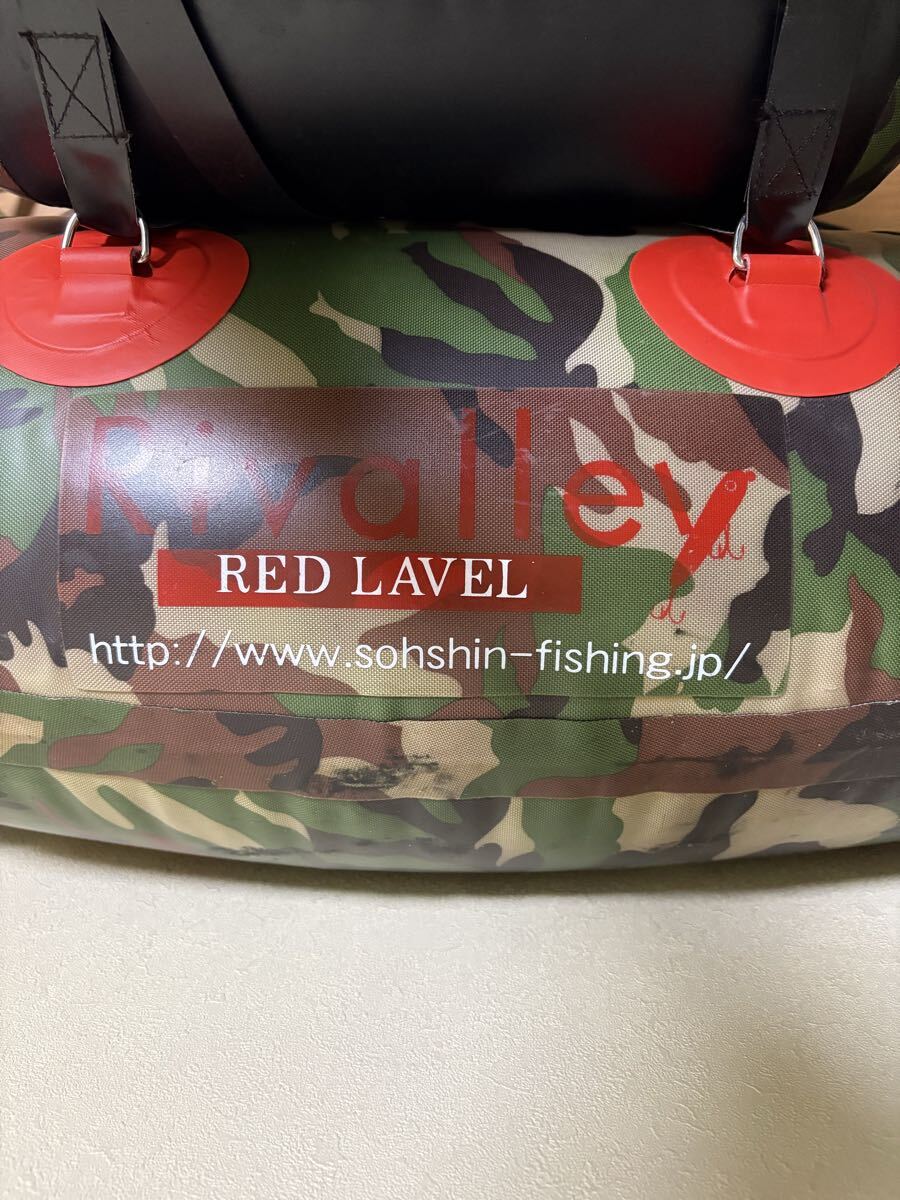 Rivalley
RED LAVEL
http://www.sohshin-fishing.jp/